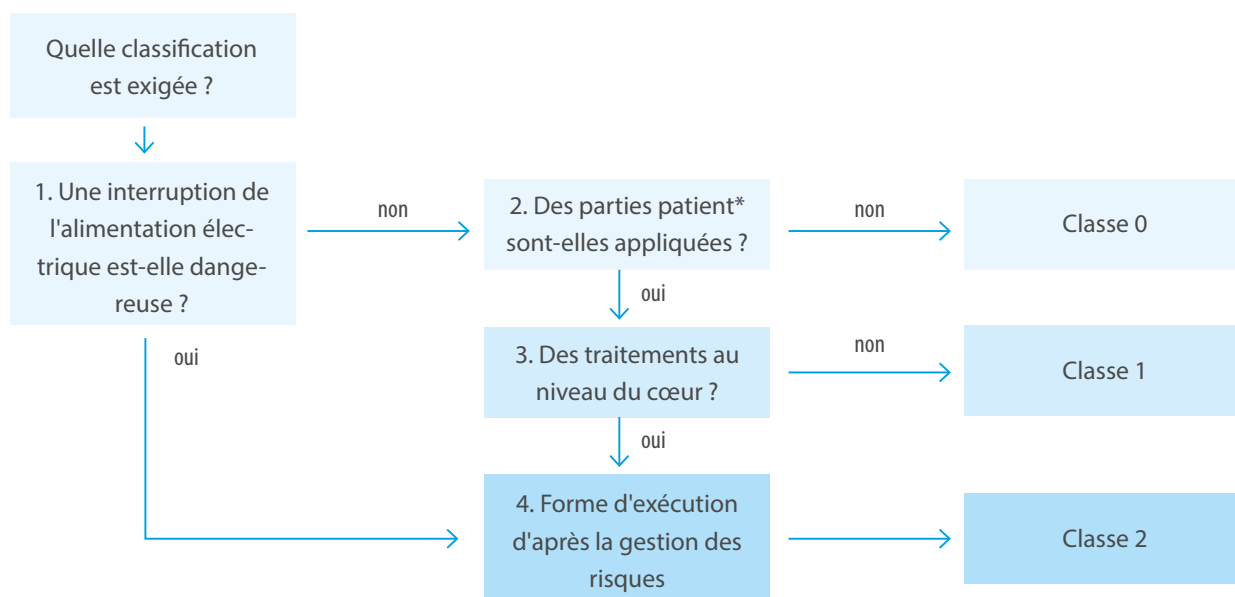 Quelle classification
est exigée ?
1. Une interruption de
l'alimentation élec-
trique est-elle dange-
reuse ?
non
2. Des parties patient*
sont-elles appliquées ?
non
Classe 0
oui
oui
3. Des traitements au
niveau du cœur ?
non
Classe 1
oui
4. Forme d'exécution
d'après la gestion des
risques
Classe 2